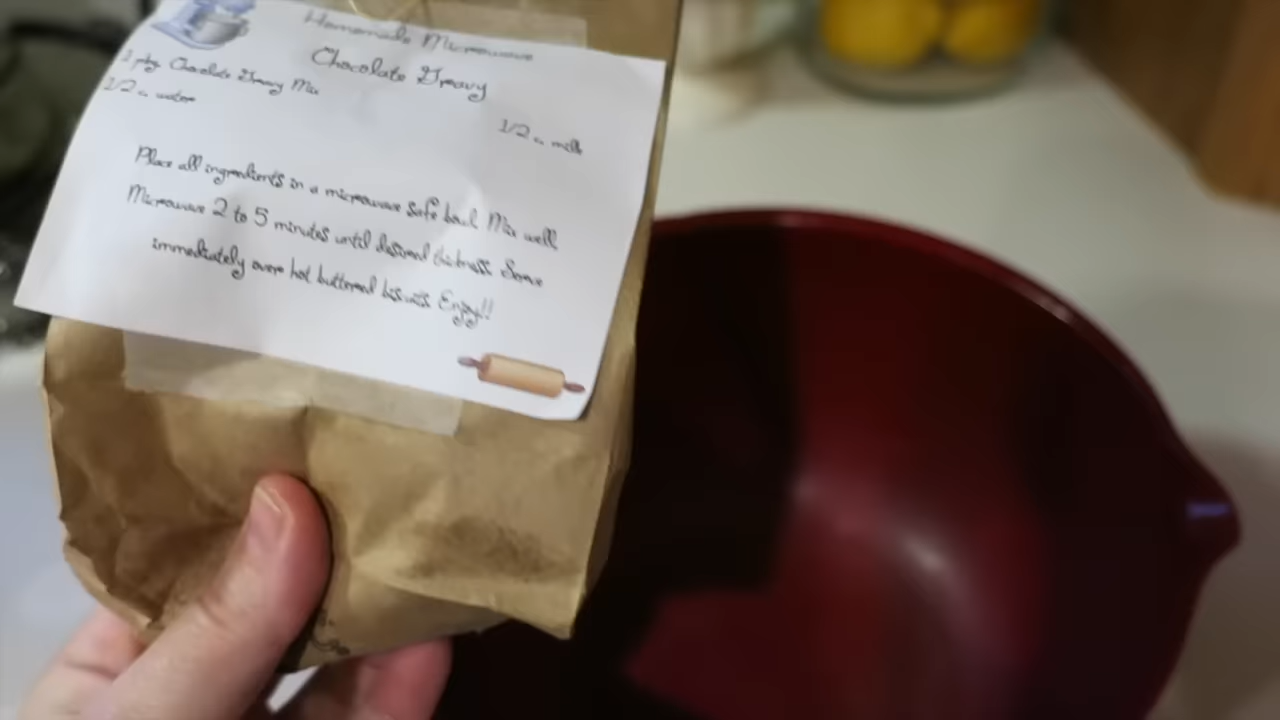 Homemade Microwave
Chocolate Gravy
1 pkg. Chocolate Gravy Mix
1/2 c. water
1/2 c. milk
Place all ingredients in a microwave safe bowl. Mix well.
Microwave 2 to 5 minutes until desired thickness. Serve
immediately over hot buttered biscuits. Enjoy!!